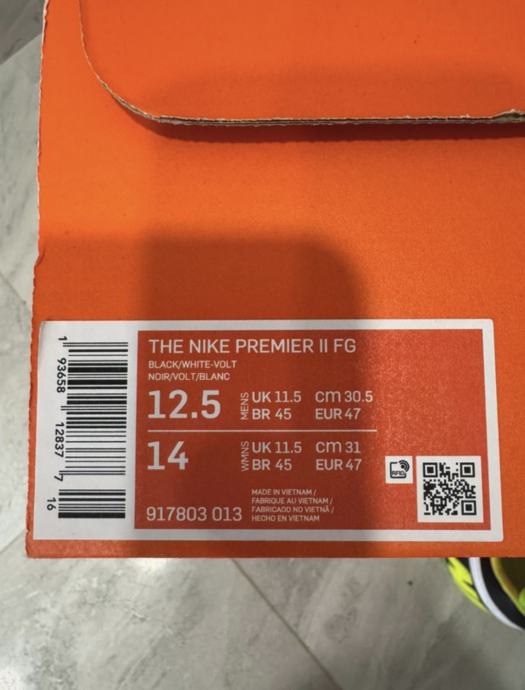 THE NIKE PREMIER II FG
BLACK/WHITE-VOLT
NOIR/VOLT/BLANC
12.5 MENS UK 11.5 cm 30.5
BR 45 EUR 47
14 WMNS UK 11.5 cm 31
BR 45 EUR 47
MADE IN VIETNAM /
FABRIQUE AU VIETNAM /
FABRICADO NO VIETNÃ /
HECHO EN VIETNAM
917803 013
RFID
1 93658 12837 7
16